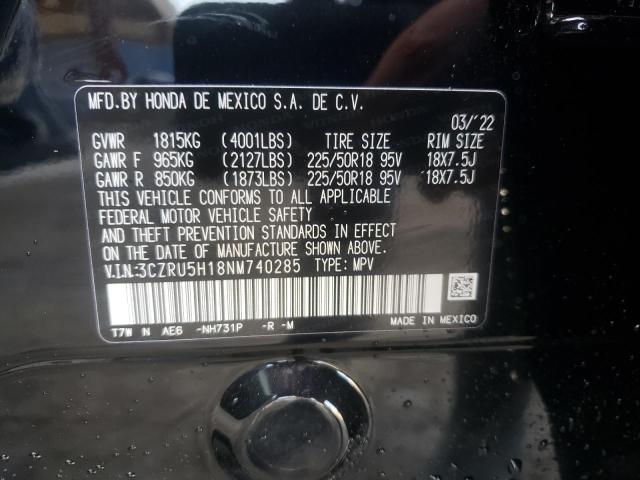 MFD.BY HONDA DE MEXICO S.A. DE C.V.
03/'22
GVWR 1815KG (4001LBS) TIRE SIZE RIM SIZE
GAWR F 965KG (2127LBS) 225/50R18 95V 18X7.5J
GAWR R 850KG (1873LBS) 225/50R18 95V 18X7.5J
THIS VEHICLE CONFORMS TO ALL APPLICABLE
FEDERAL MOTOR VEHICLE SAFETY
AND THEFT PREVENTION STANDARDS IN EFFECT
ON THE DATE OF MANUFACTURE SHOWN ABOVE.
V.I.N.:3CZRU5H18NM740285 TYPE: MPV
T7W N AE6 -NH731P -R -M
MADE IN MEXICO